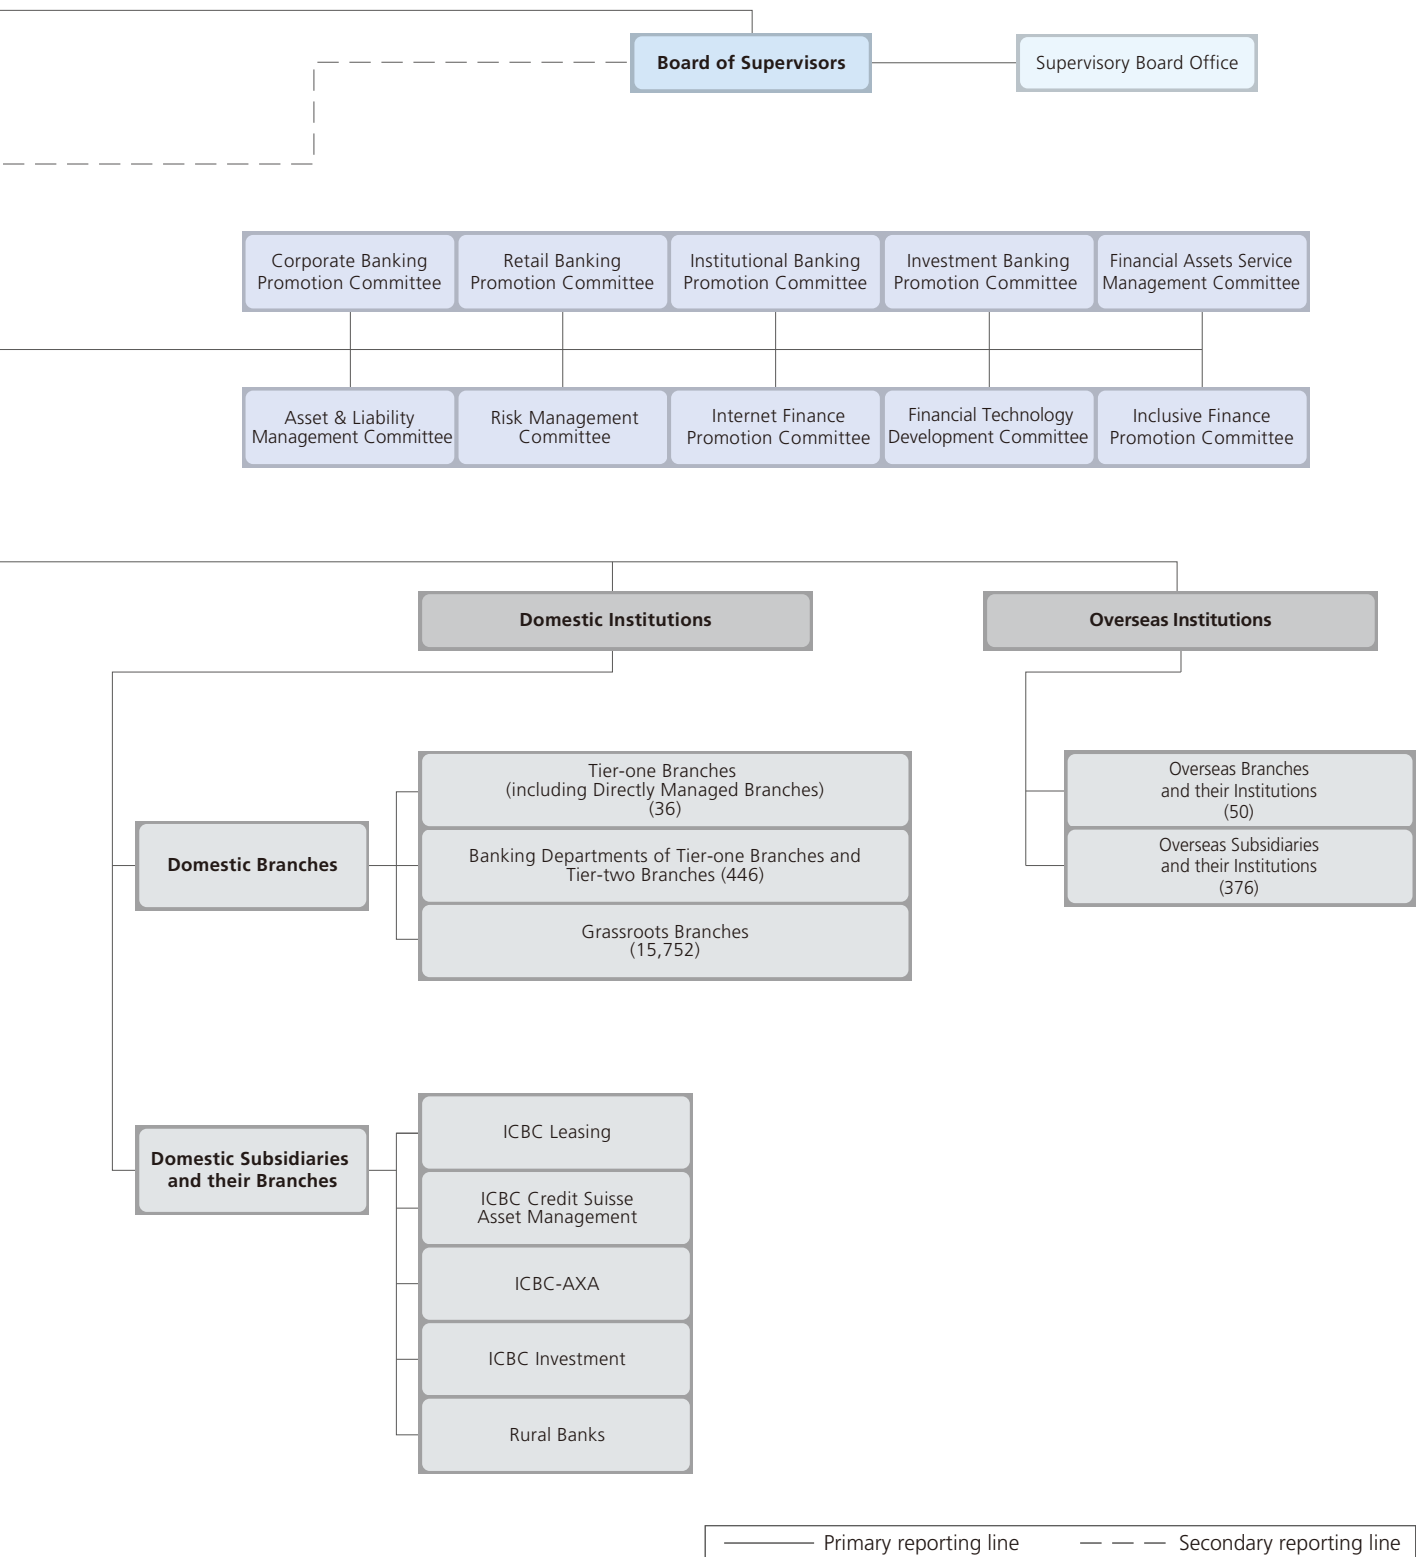 Board of Supervisors
Supervisory Board Office
Corporate Banking
Promotion Committee
Retail Banking
Promotion Committee
Institutional Banking
Promotion Committee
Investment Banking
Promotion Committee
Financial Assets Service
Management Committee
Asset & Liability
Management Committee
Risk Management
Committee
Internet Finance
Promotion Committee
Financial Technology
Development Committee
Inclusive Finance
Promotion Committee
Domestic Institutions
Overseas Institutions
Domestic Branches
Tier-one Branches
(including Directly Managed Branches)
(36)
Banking Departments of Tier-one Branches and
Tier-two Branches (446)
Grassroots Branches
(15,752)
Overseas Branches
and their Institutions
(50)
Overseas Subsidiaries
and their Institutions
(376)
Domestic Subsidiaries
and their Branches
ICBC Leasing
ICBC Credit Suisse
Asset Management
ICBC-AXA
ICBC Investment
Rural Banks
Primary reporting line
Secondary reporting line